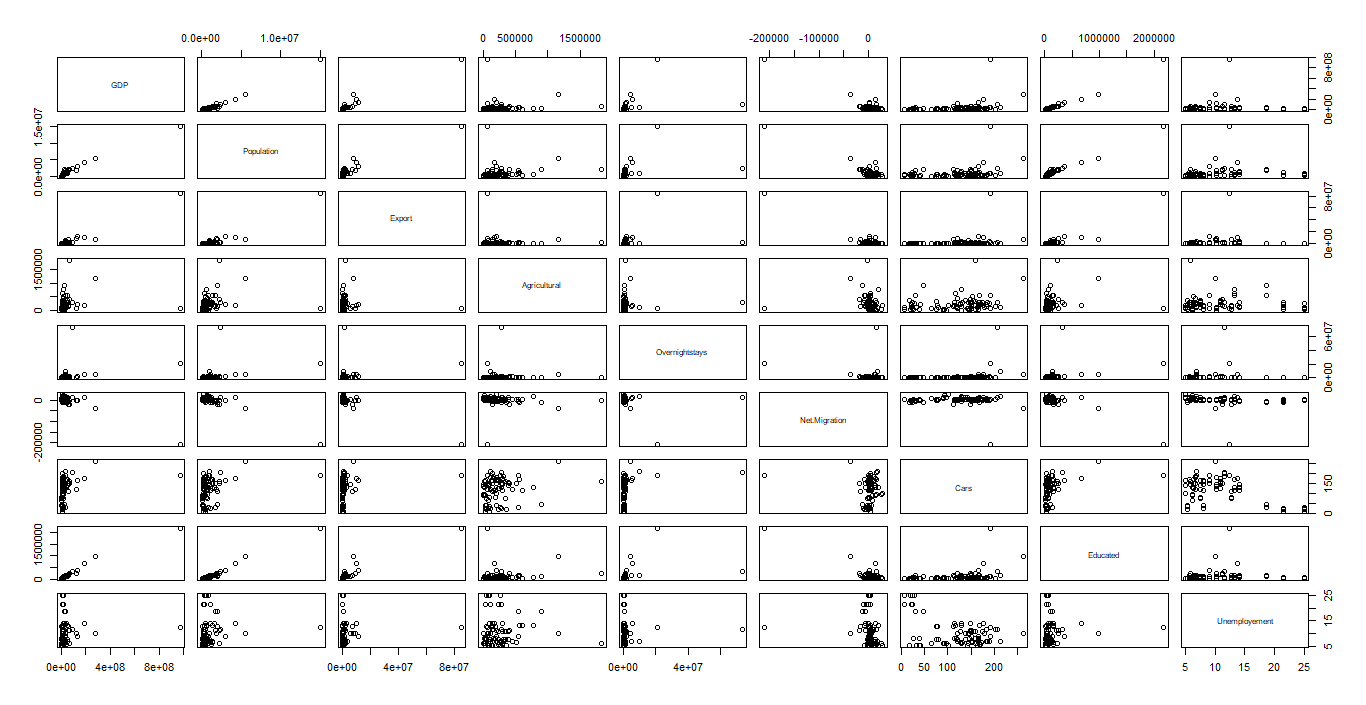 0.0e+00 1.0e+07 0 500000 1500000 -200000 -100000 0 0 1000000 2000000
GDP
0e+00 8e+08
0.0e+00 1.5e+07
Population
Export
0e+00 8e+07
0 1500000
Agricultural
Overnightstays
0e+00 6e+07
-200000 0
Net.Migration
Cars
0 150
0 1500000
Educated
Unemployement
5 15 25
0e+00 4e+08 8e+08 0e+00 4e+07 8e+07 0e+00 4e+07 0 50 100 200 5 10 15 20 25